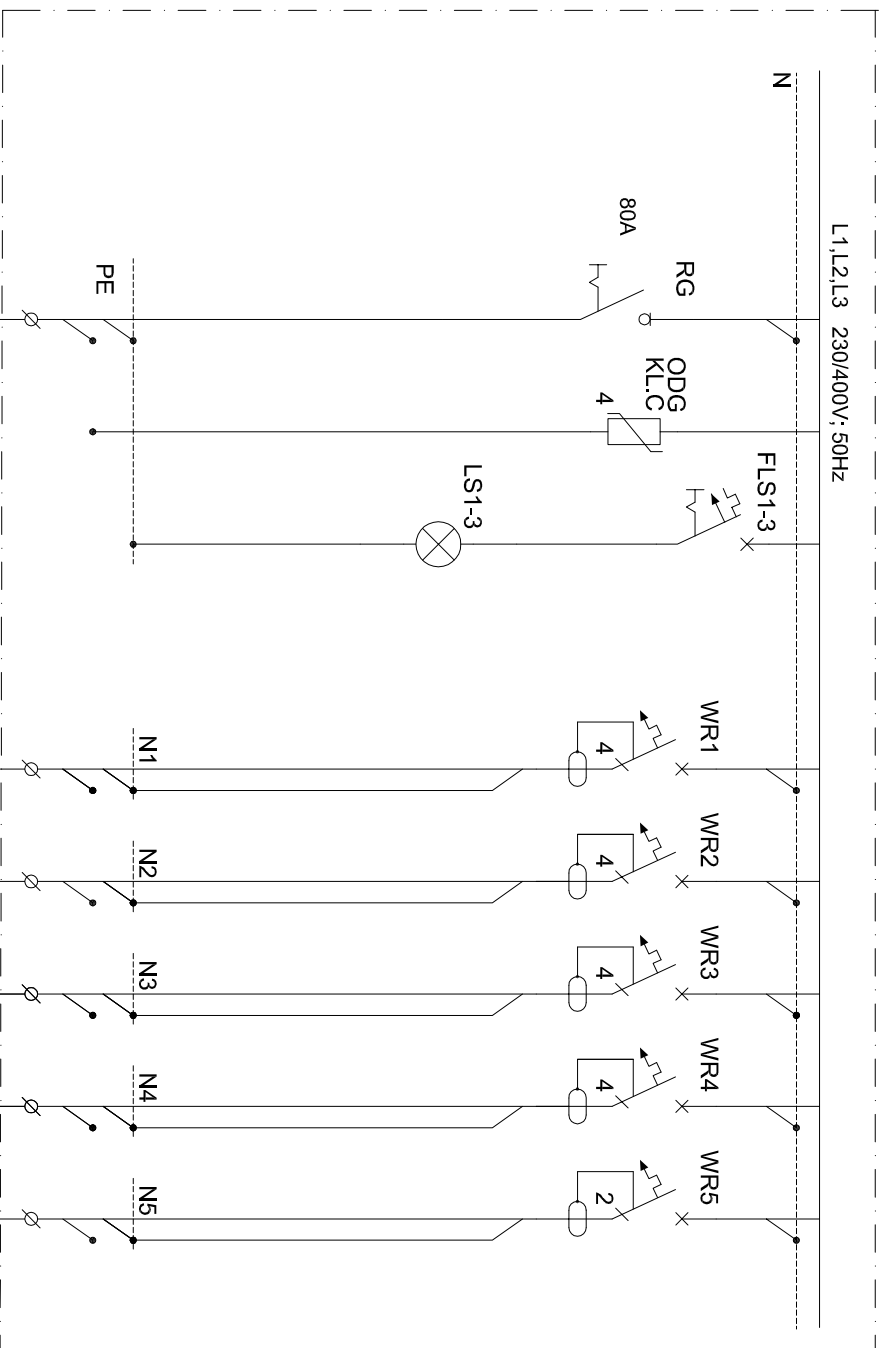 L1,L2,L3 230/400V; 50Hz
N
RG
80A
PE
ODG
KL.C
4
FLS1-3
LS1-3
WR1
4
N1
WR2
4
N2
WR3
4
N3
WR4
4
N4
WR5
2
N5